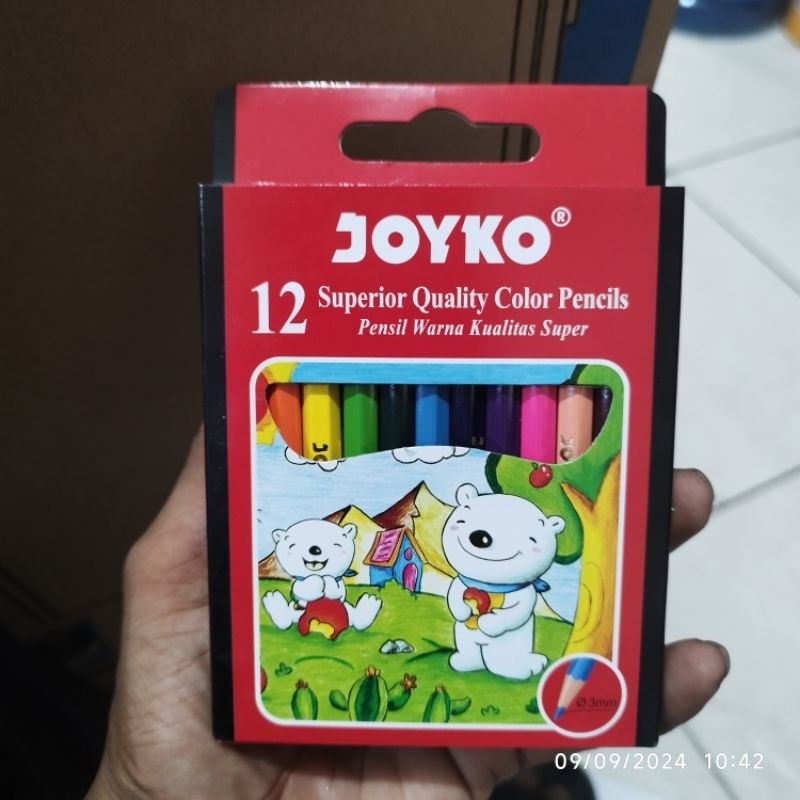 JOYKO®
12 Superior Quality Color Pencils
Pensil Warna Kualitas Super
Ø 3mm
09/09/2024 10:42